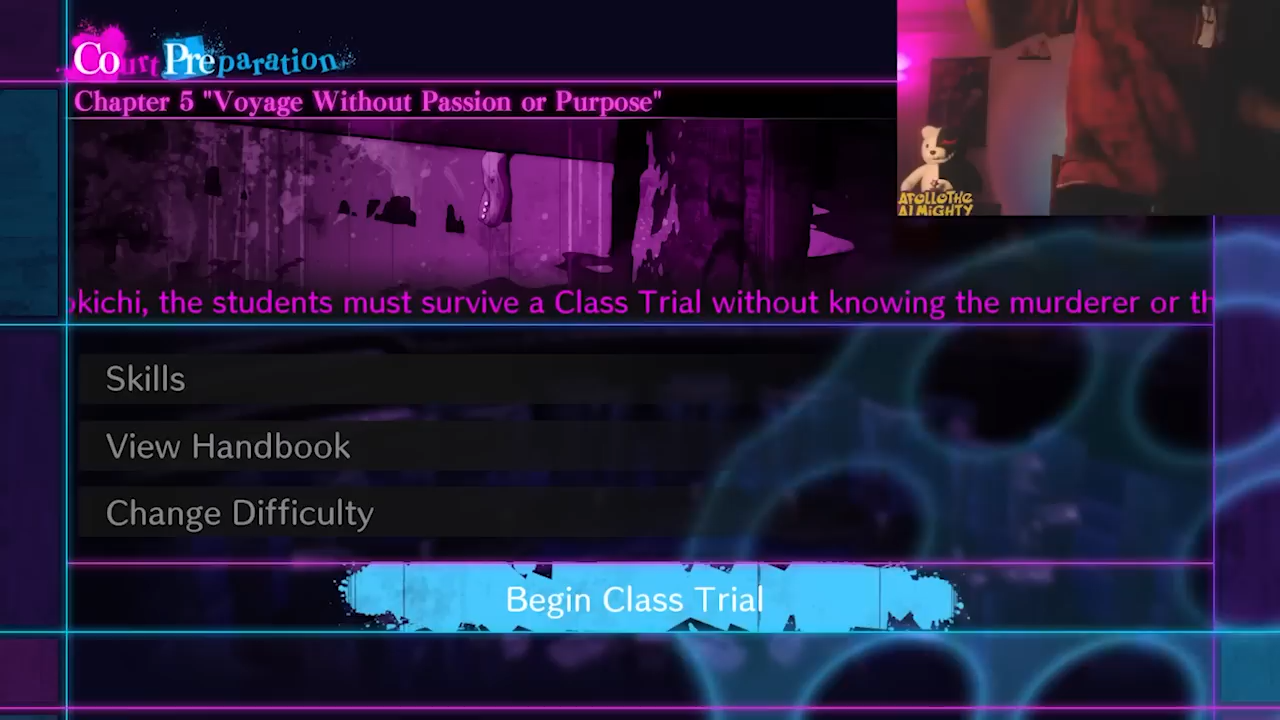 Court Preparation
Chapter 5 "Voyage Without Passion or Purpose"
okichi, the students must survive a Class Trial without knowing the murderer or th
Skills
View Handbook
Change Difficulty
Begin Class Trial
APOLLOTHE
ALMIGHTY